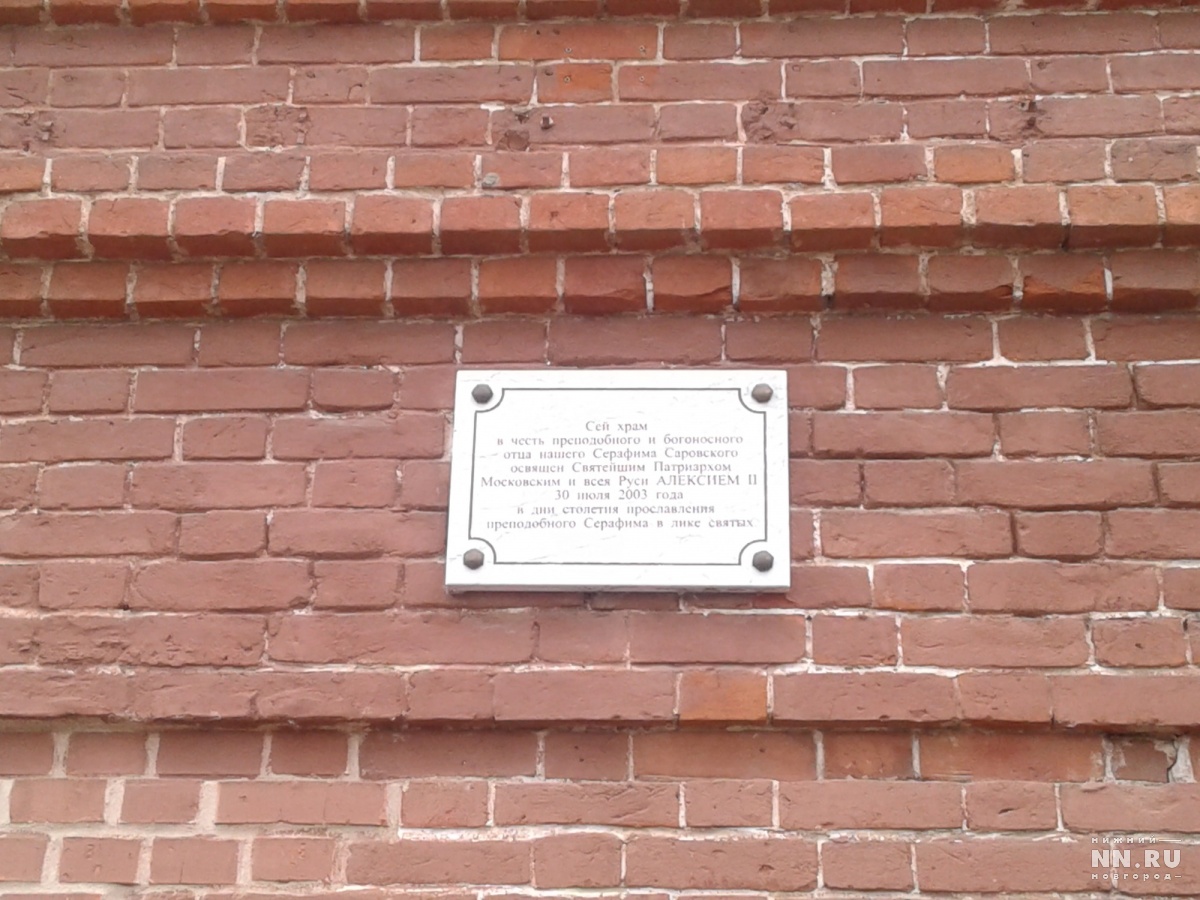 Сей храм
в честь преподобного и богоносного
отца нашего Серафима Саровского
освящен Святейшим Патриархом
Московским и всея Руси АЛЕКСИЕМ II
30 июля 2003 года
в дни столетия прославления
преподобного Серафима в лике святых
НИЖНИЙ
NN.RU
НОВГОРОД